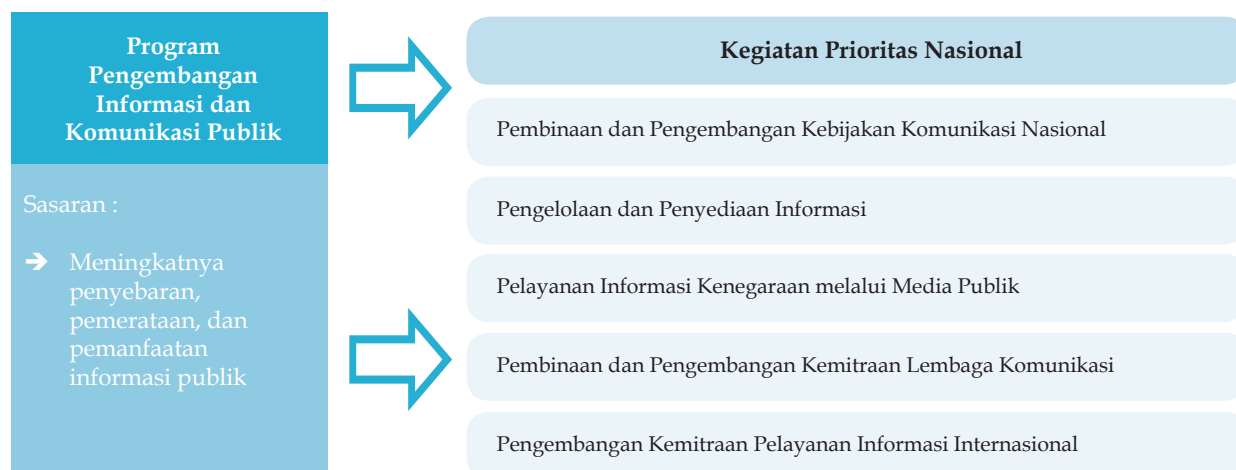 Program
Pengembangan
Informasi dan
Komunikasi Publik
Sasaran :
➔ Meningkatnya
penyebaran,
pemerataan, dan
pemanfaatan
informasi publik
Kegiatan Prioritas Nasional
Pembinaan dan Pengembangan Kebijakan Komunikasi Nasional
Pengelolaan dan Penyediaan Informasi
Pelayanan Informasi Kenegaraan melalui Media Publik
Pembinaan dan Pengembangan Kemitraan Lembaga Komunikasi
Pengembangan Kemitraan Pelayanan Informasi Internasional